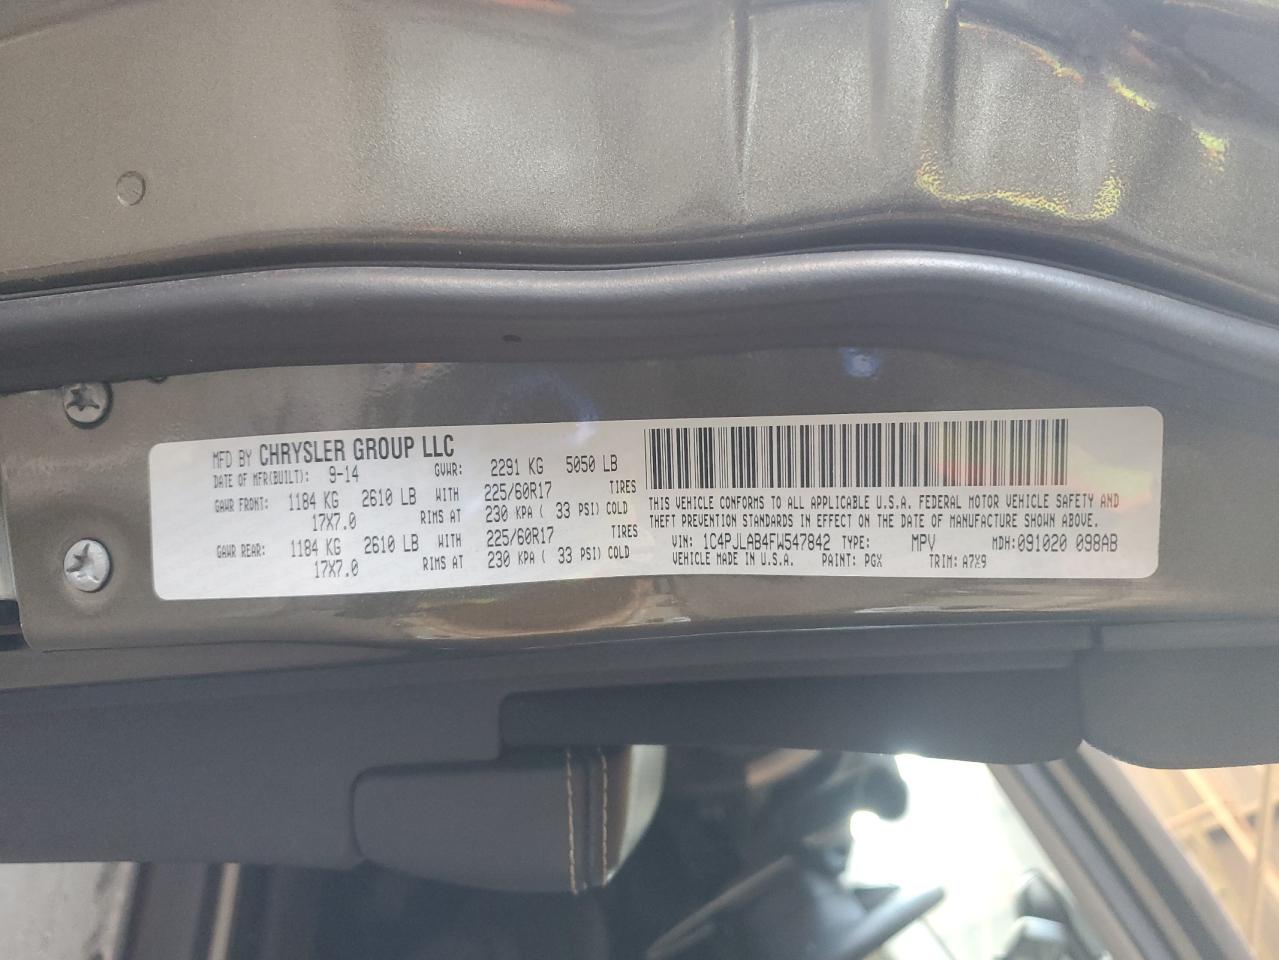 MFD BY CHRYSLER GROUP LLC
DATE OF MFR(BUILT): 9-14 GVWR: 2291 KG 5050 LB
GAWR FRONT: 1184 KG 2610 LB WITH 225/60R17 TIRES
17X7.0 RIMS AT 230 KPA ( 33 PSI) COLD
GAWR REAR: 1184 KG 2610 LB WITH 225/60R17 TIRES
17X7.0 RIMS AT 230 KPA ( 33 PSI) COLD
THIS VEHICLE CONFORMS TO ALL APPLICABLE U.S.A. FEDERAL MOTOR VEHICLE SAFETY AND
THEFT PREVENTION STANDARDS IN EFFECT ON THE DATE OF MANUFACTURE SHOWN ABOVE.
VIN: 1C4PJLAB4FW547842 TYPE: MPV MDH:091020 098AB
VEHICLE MADE IN U.S.A. PAINT: PGX TRIM: A7X9